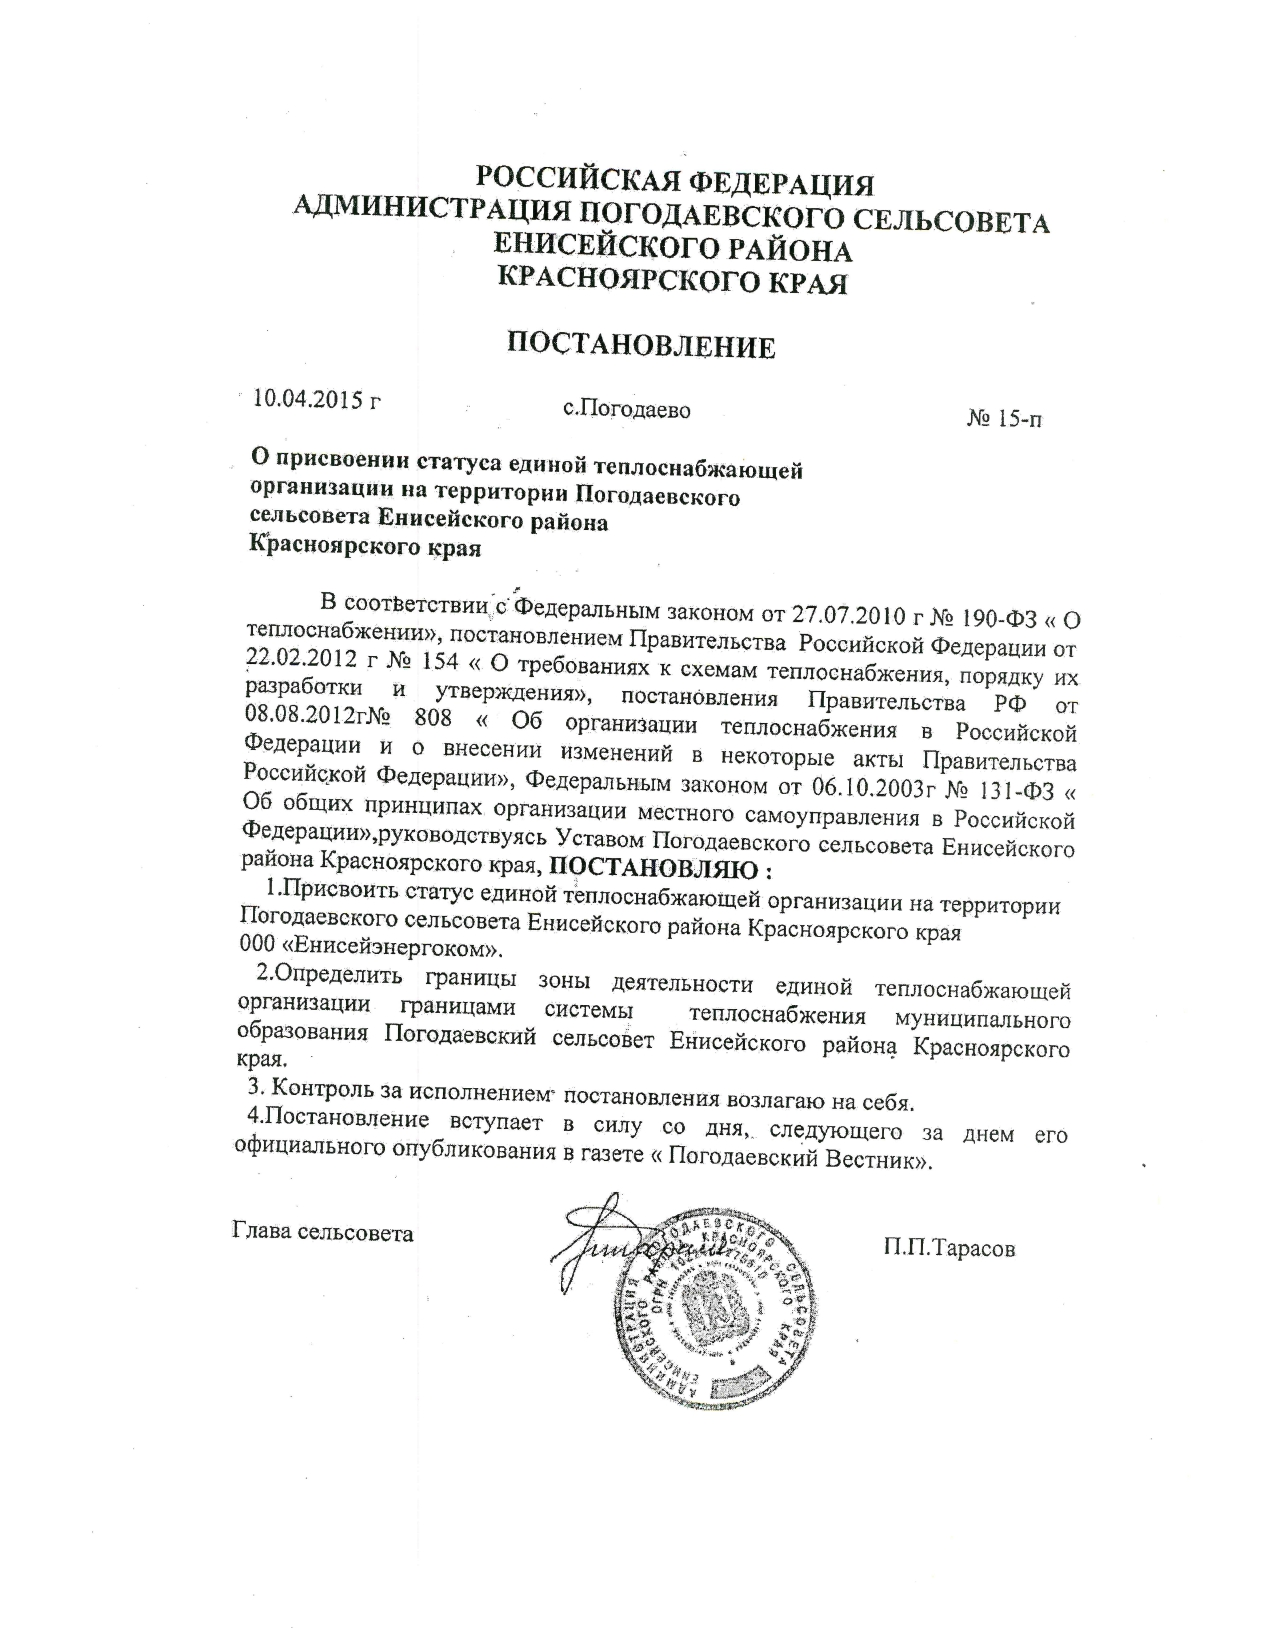 РОССИЙСКАЯ ФЕДЕРАЦИЯ
АДМИНИСТРАЦИЯ ПОГОДАЕВСКОГО СЕЛЬСОВЕТА
ЕНИСЕЙСКОГО РАЙОНА
КРАСНОЯРСКОГО КРАЯ
ПОСТАНОВЛЕНИЕ
10.04.2015 г с.Погодаево № 15-п
О присвоении статуса единой теплоснабжающей
организации на территории Погодаевского
сельсовета Енисейского района
Красноярского края
В соответствии с Федеральным законом от 27.07.2010 г № 190-ФЗ « О
теплоснабжении», постановлением Правительства Российской Федерации от
22.02.2012 г № 154 « О требованиях к схемам теплоснабжения, порядку их
разработки и утверждения», постановления Правительства РФ от
08.08.2012г№ 808 « Об организации теплоснабжения в Российской
Федерации и о внесении изменений в некоторые акты Правительства
Российской Федерации», Федеральным законом от 06.10.2003г № 131-ФЗ «
Об общих принципах организации местного самоуправления в Российской
Федерации»,руководствуясь Уставом Погодаевского сельсовета Енисейского
района Красноярского края, ПОСТАНОВЛЯЮ :
1.Присвоить статус единой теплоснабжающей организации на территории
Погодаевского сельсовета Енисейского района Красноярского края
000 «Енисейэнергоком».
2.Определить границы зоны деятельности единой теплоснабжающей
организации границами системы теплоснабжения муниципального
образования Погодаевский сельсовет Енисейского района Красноярского
края.
3. Контроль за исполнением постановления возлагаю на себя.
4.Постановление вступает в силу со дня, следующего за днем его
официального опубликования в газете « Погодаевский Вестник».
Глава сельсовета П.П.Тарасов
АДМИНИСТРАЦИЯ ПОГОДАЕВСКОГО СЕЛЬСОВЕТА
ЕНИСЕЙСКОГО РАЙОНА КРАСНОЯРСКОГО КРАЯ
ОГРН